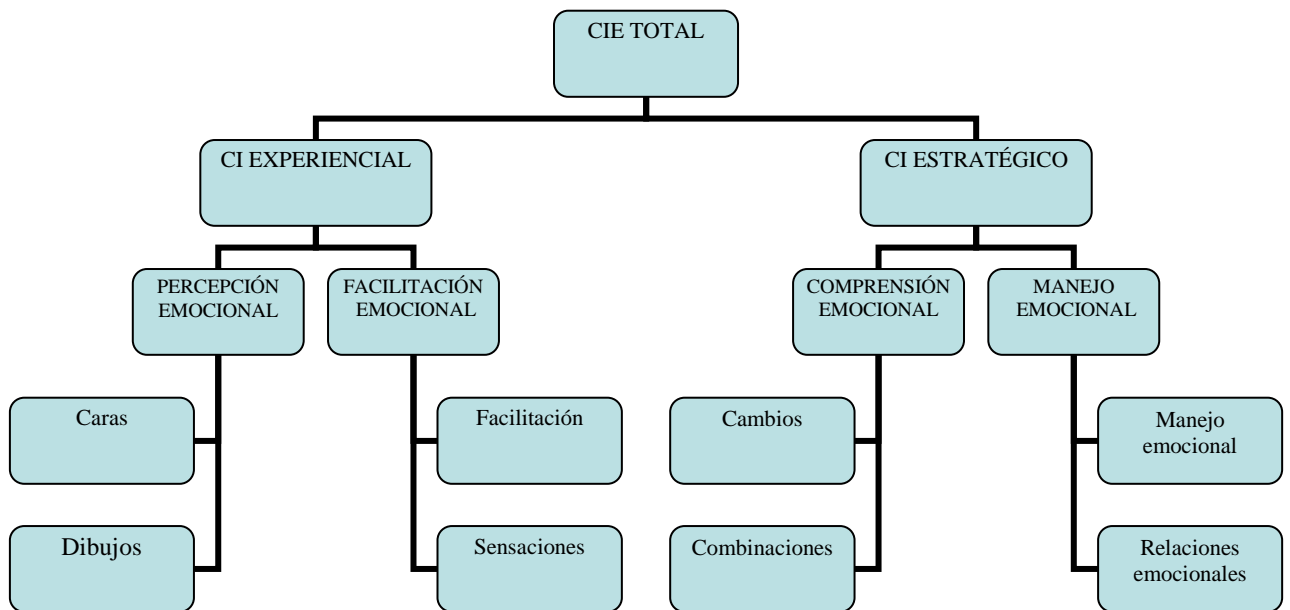 CIE TOTAL
CI EXPERIENCIAL
CI ESTRATÉGICO
PERCEPCIÓN
EMOCIONAL
FACILITACIÓN
EMOCIONAL
COMPRENSIÓN
EMOCIONAL
MANEJO
EMOCIONAL
Caras
Facilitación
Cambios
Manejo
emocional
Dibujos
Sensaciones
Combinaciones
Relaciones
emocionales